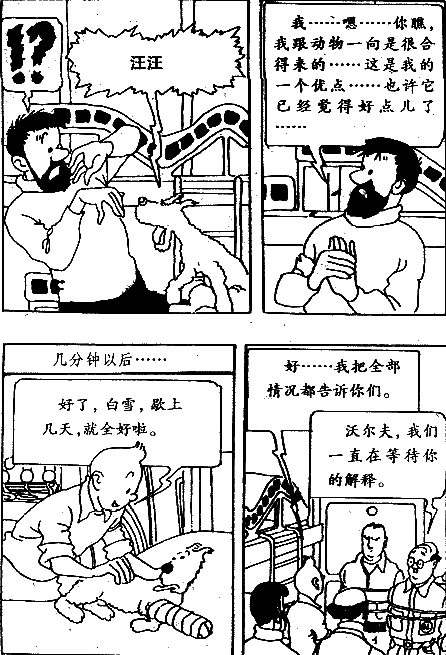 !?
汪汪
我……嗯……你瞧，
我跟动物一向是很合
得来的……这是我的
一个优点……也许它
已经觉得好点儿了
……
几分钟以后……
好了，白雪，歇上
几天，就全好啦。
好……我把全部
情况都告诉你们。
沃尔夫，我们
一直在等待你
的解释。